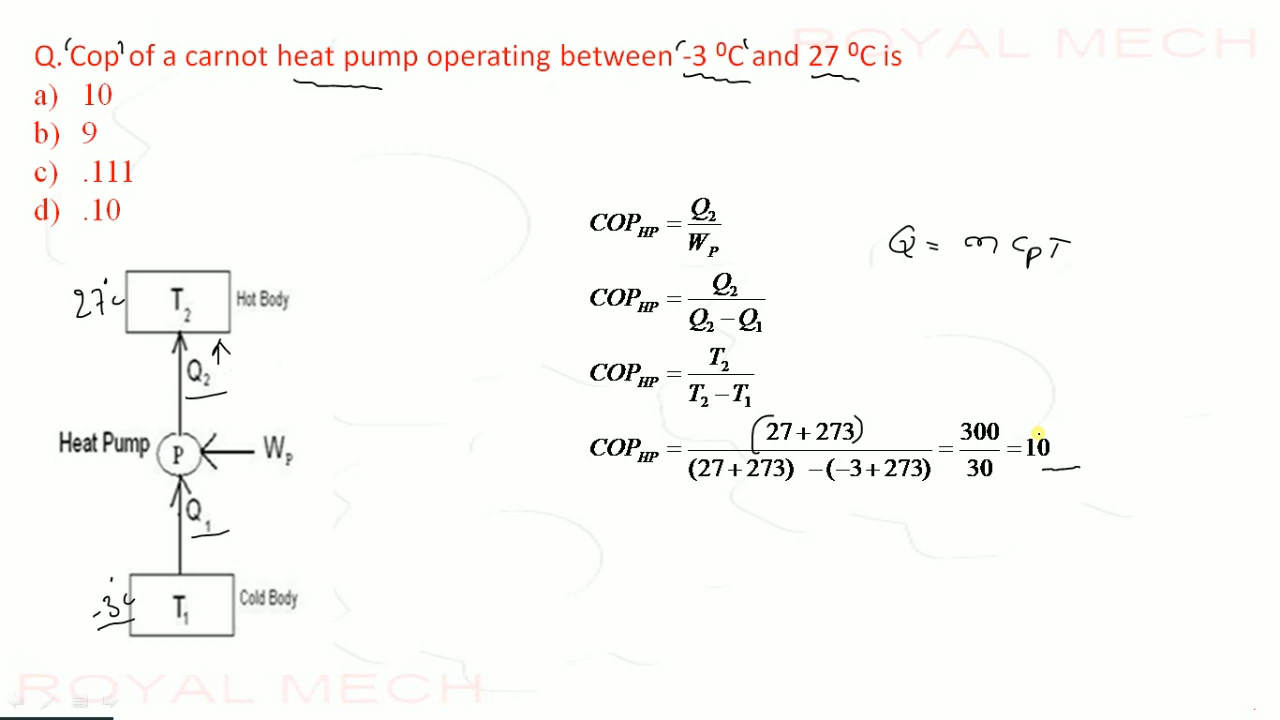 ROYAL MECH
Q. 'Cop' of a carnot heat pump operating between '-3 ⁰C' and 27 ⁰C is
a) 10
b) 9
c) .111
d) .10
COP_HP = Q₂ / W_P
Q = m c_p T
COP_HP = Q₂ / (Q₂ – Q₁)
COP_HP = T₂ / (T₂ – T₁)
COP_HP = (27 + 273) / ((27 + 273) – (–3 + 273)) = 300 / 30 = 10
27°C T₂ Hot Body
Q₂
Heat Pump P W_P
Q₁
-3°C T₁ Cold Body
ROYAL MECH